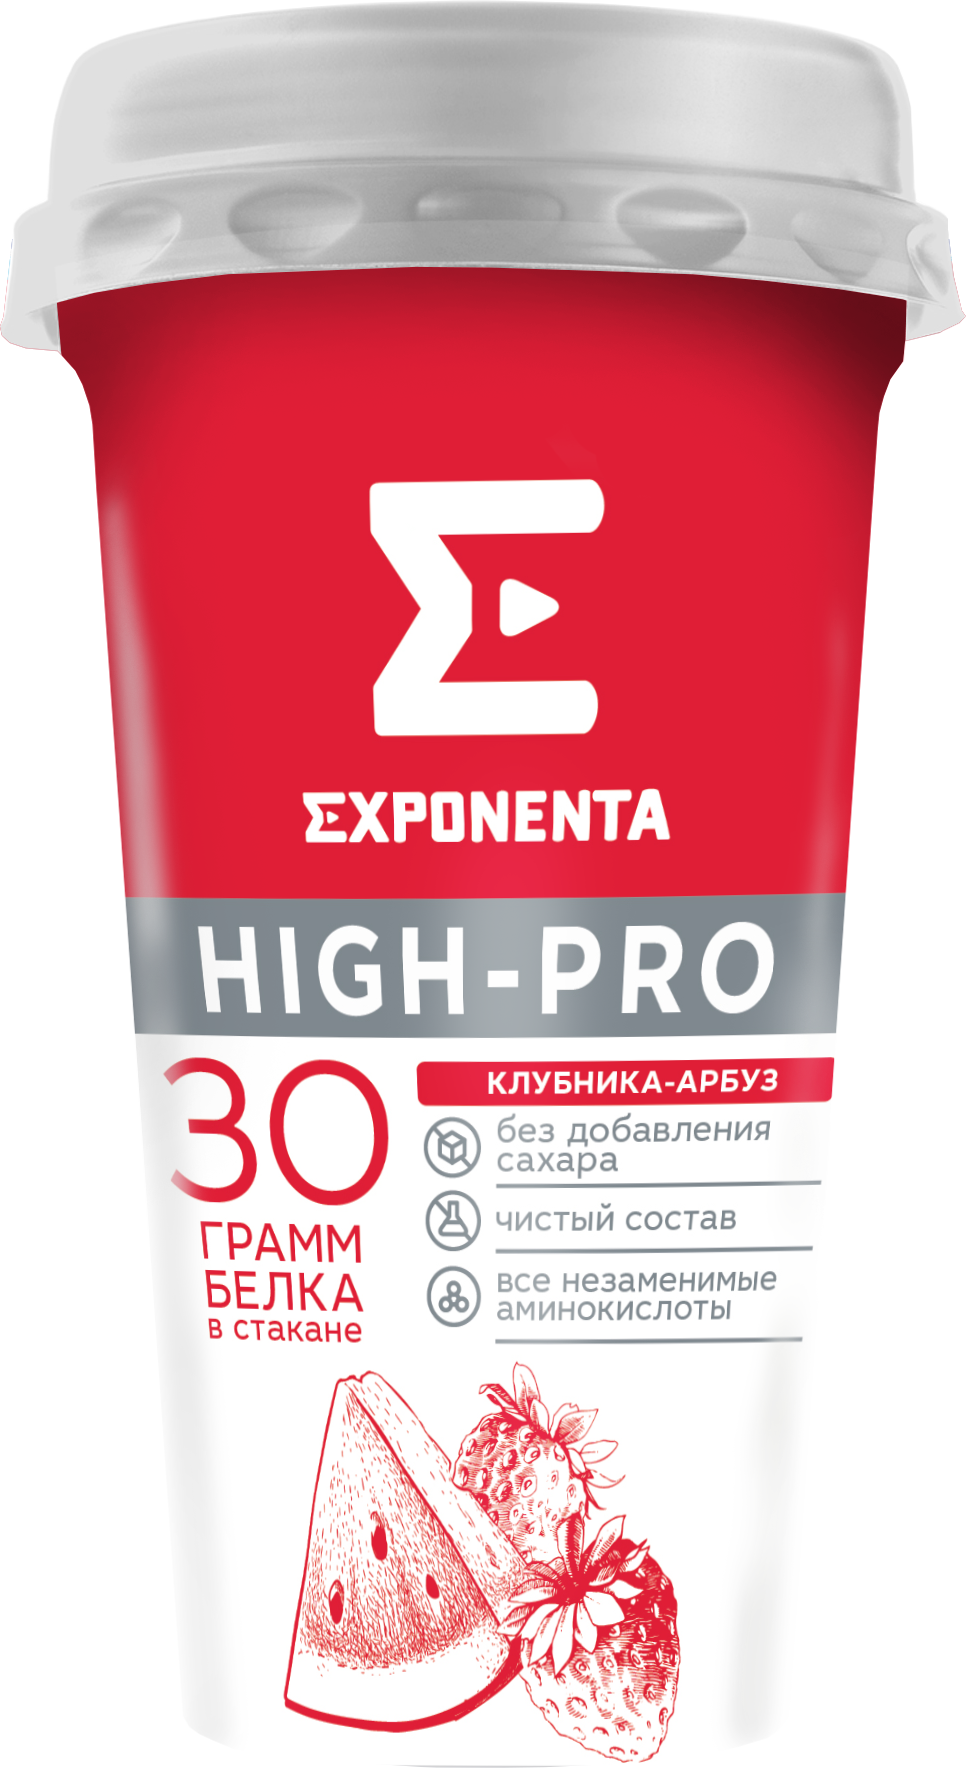 EXPONENTA
HIGH-PRO
30
ГРАММ
БЕЛКА
в стакане
КЛУБНИКА-АРБУЗ
без добавления
сахара
чистый состав
все незаменимые
аминокислоты